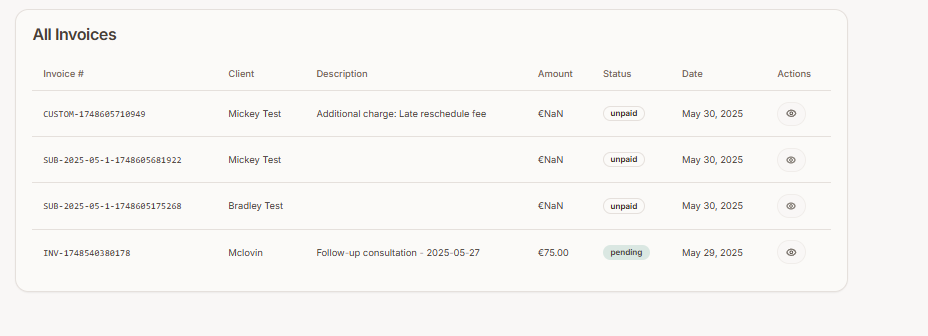 All Invoices
Invoice # Client Description Amount Status Date Actions
CUSTOM-1748605710949 Mickey Test Additional charge: Late reschedule fee €NaN unpaid May 30, 2025
SUB-2025-05-1-1748605681922 Mickey Test €NaN unpaid May 30, 2025
SUB-2025-05-1-1748605175268 Bradley Test €NaN unpaid May 30, 2025
INV-1748540380178 Mclovin Follow-up consultation - 2025-05-27 €75.00 pending May 29, 2025